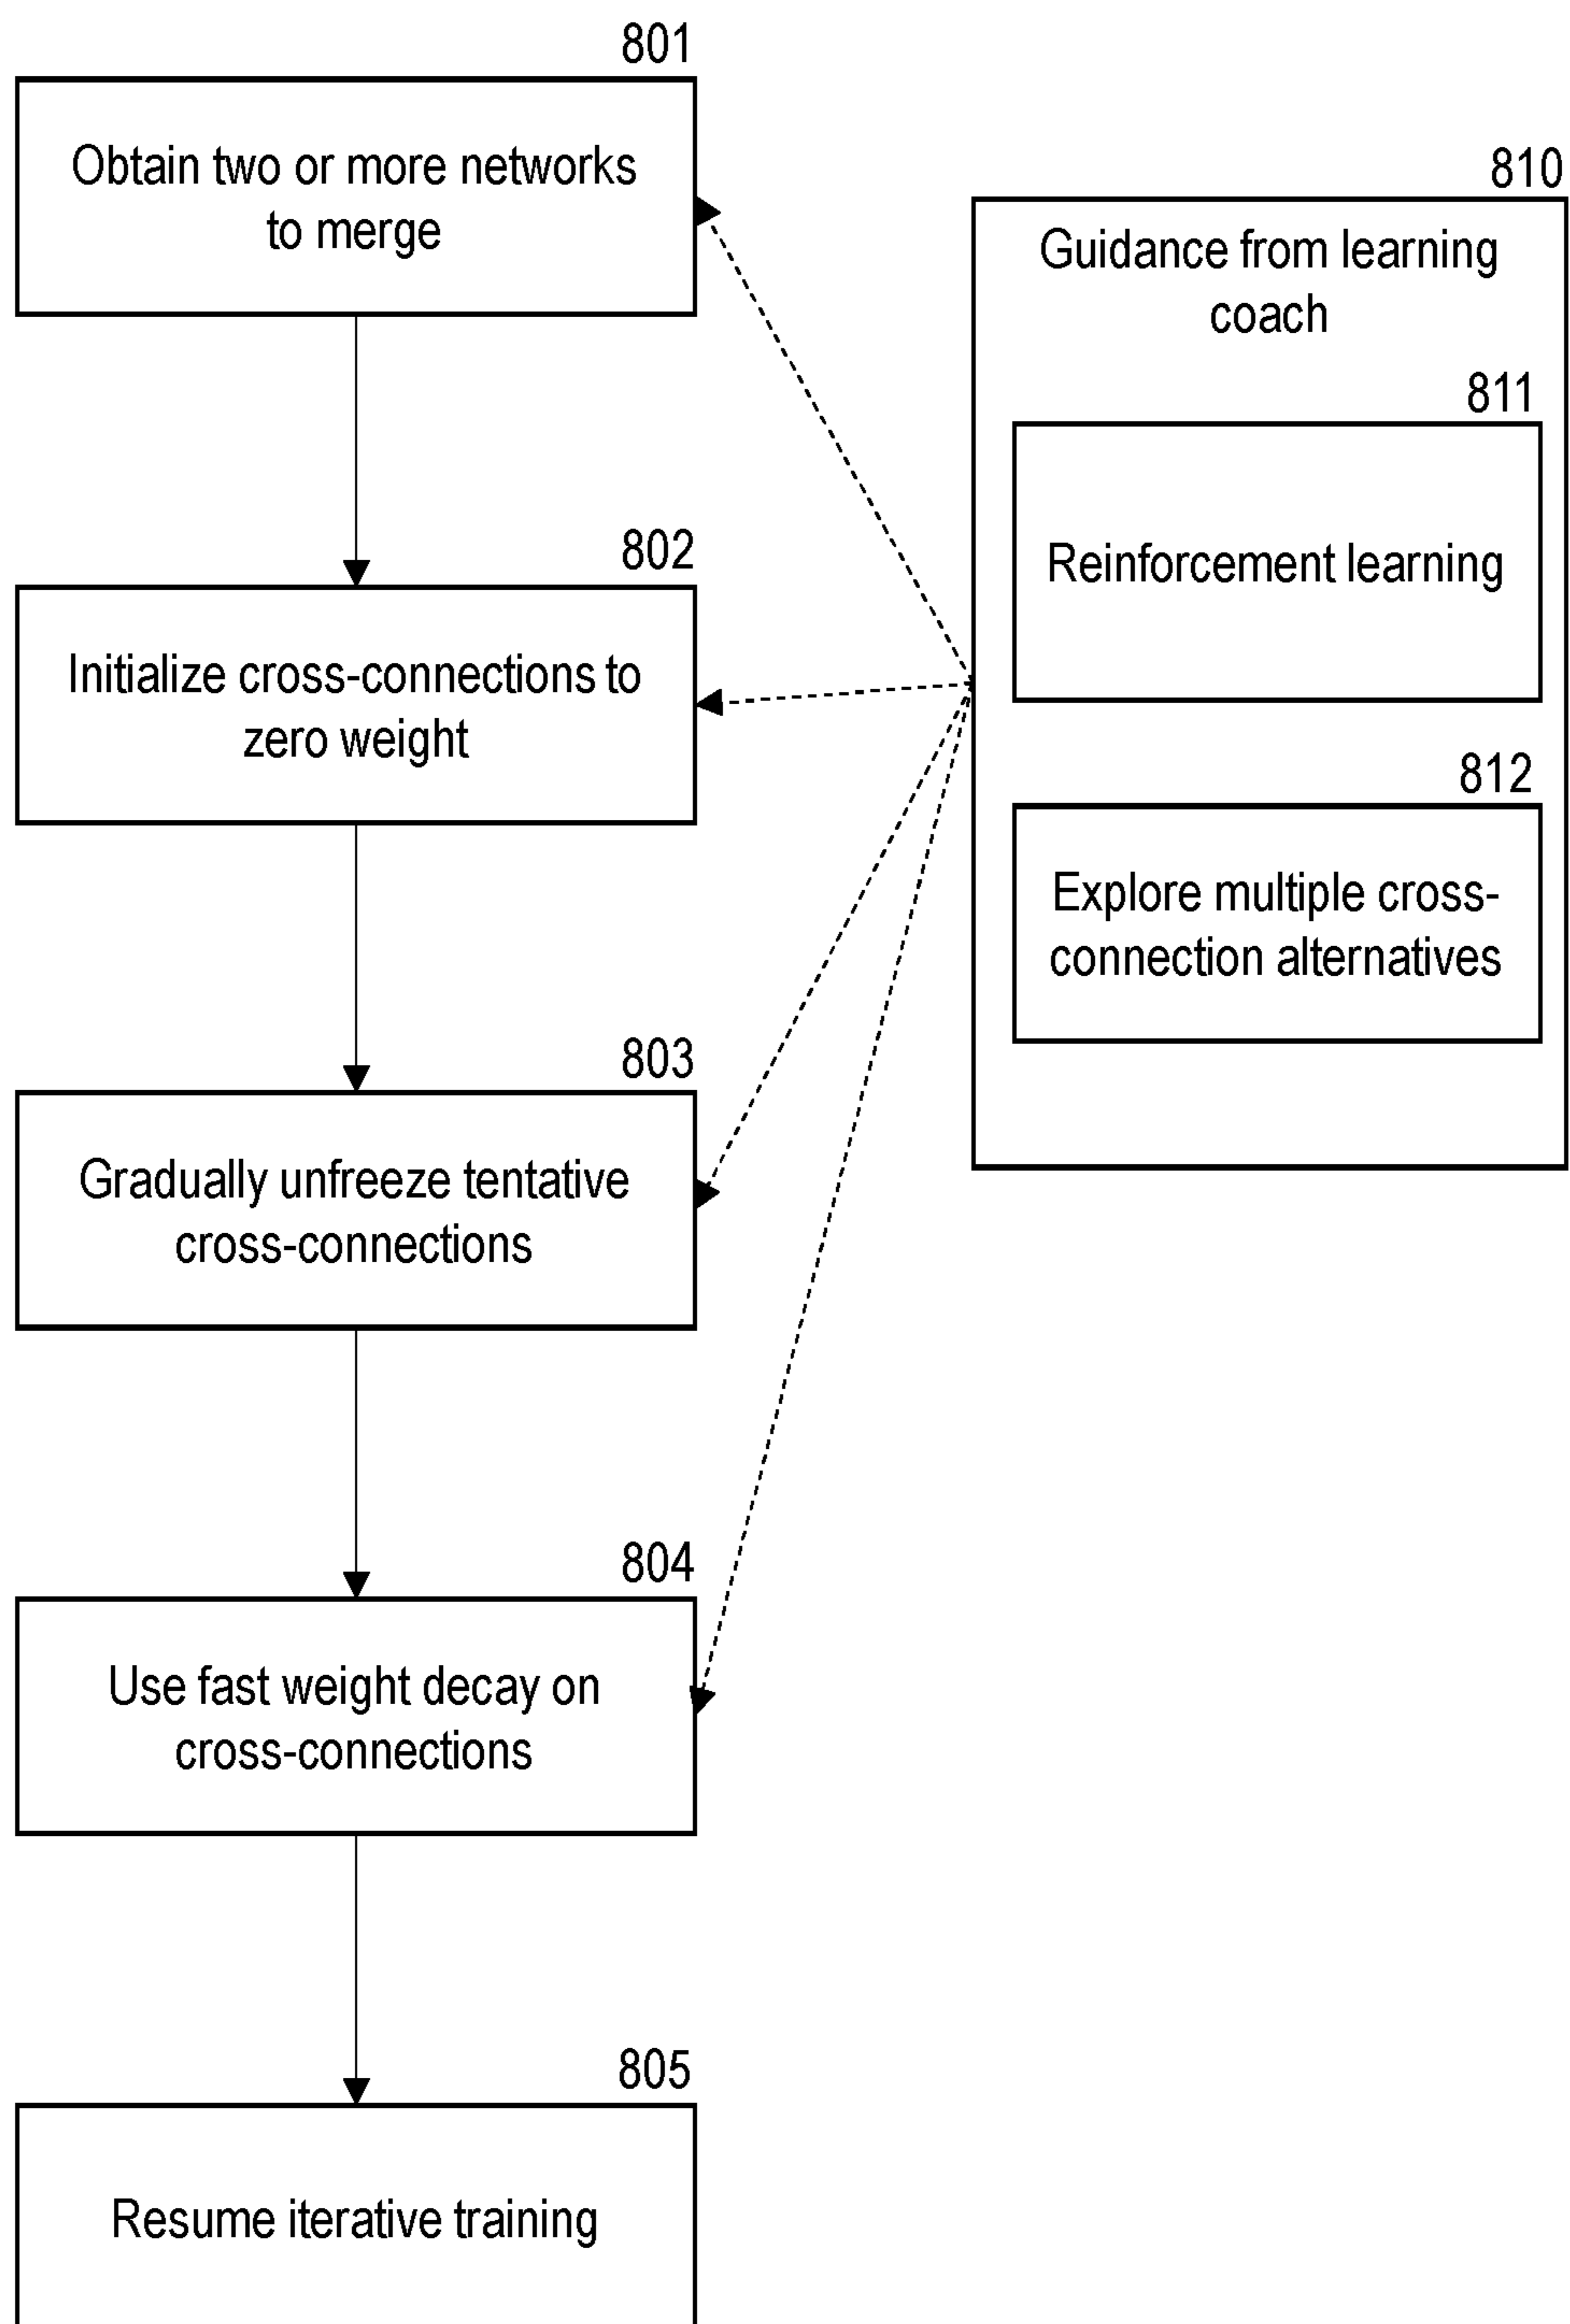 801
Obtain two or more networks
to merge
810
Guidance from learning
coach
811
Reinforcement learning
802
Initialize cross-connections to
zero weight
812
Explore multiple cross-
connection alternatives
803
Gradually unfreeze tentative
cross-connections
804
Use fast weight decay on
cross-connections
805
Resume iterative training